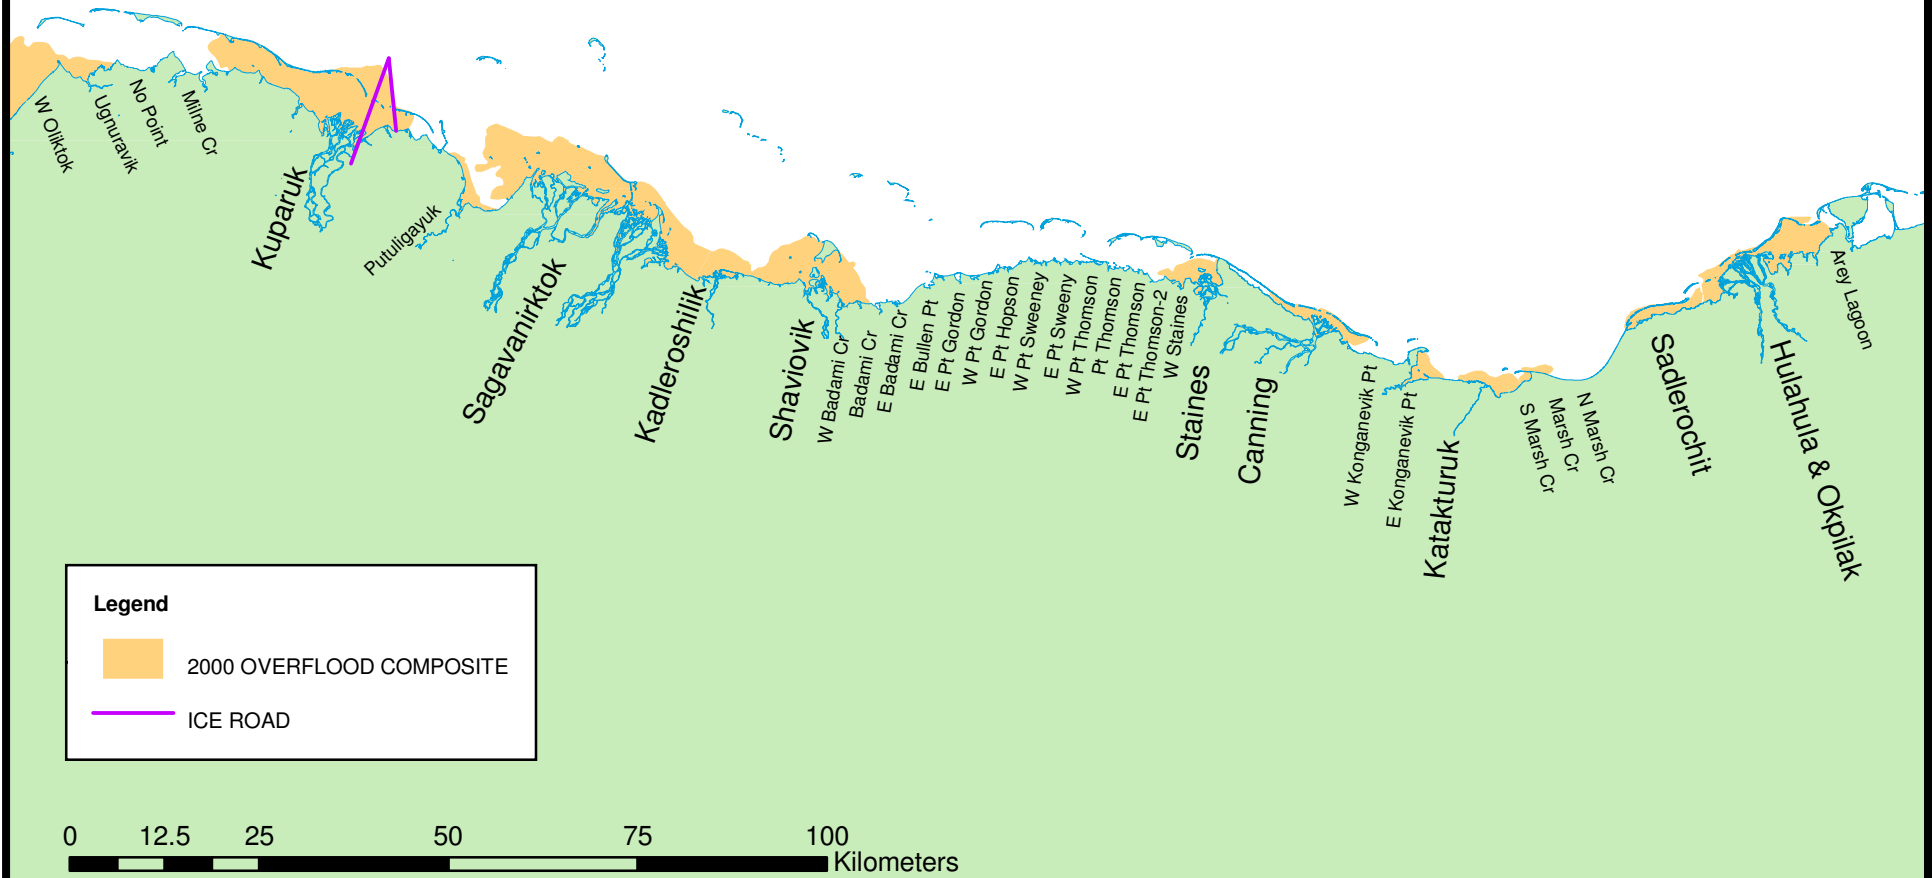 W Oliktok
Ugnuravik
No Point
Milne Cr
Kuparuk
Putuligayuk
Sagavanirktok
Kadleroshilik
Shaviovik
W Badami Cr
Badami Cr
E Badami Cr
E Bullen Pt
E Pt Gordon
W Pt Gordon
E Pt Hopson
W Pt Sweeney
E Pt Sweeny
W Pt Thomson
Pt Thomson
E Pt Thomson
E Pt Thomson-2
W Staines
Staines
Canning
W Konganevik Pt
E Konganevik Pt
Katakturuk
S Marsh Cr
Marsh Cr
N Marsh Cr
Sadlerochit
Hulahula & Okpilak
Arey Lagoon
Legend
2000 OVERFLOOD COMPOSITE
ICE ROAD
0 12.5 25 50 75 100
Kilometers